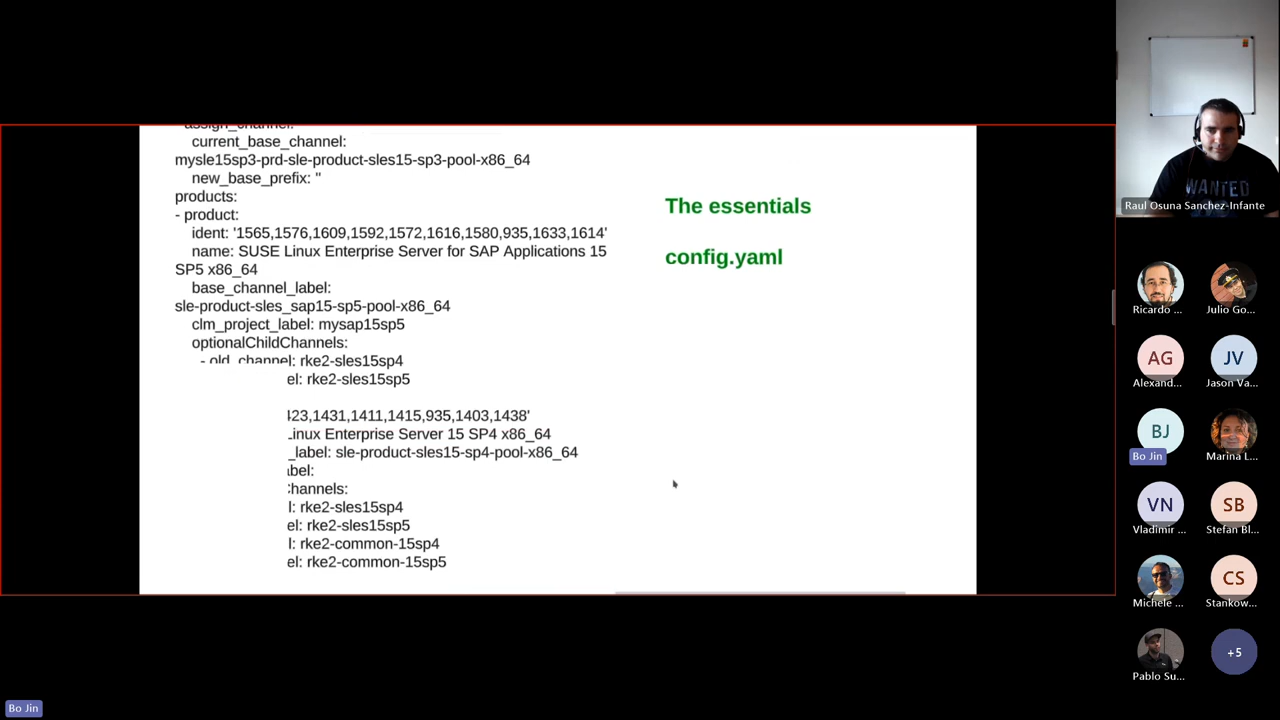 assign_channel:
current_base_channel:
mysle15sp3-prd-sle-product-sles15-sp3-pool-x86_64
new_base_prefix: ''
products:
- product:
ident: '1565,1576,1609,1592,1572,1616,1580,935,1633,1614'
name: SUSE Linux Enterprise Server for SAP Applications 15
SP5 x86_64
base_channel_label:
sle-product-sles_sap15-sp5-pool-x86_64
clm_project_label: mysap15sp5
optionalChildChannels:
- old_channel: rke2-sles15sp4
el: rke2-sles15sp5
423,1431,1411,1415,935,1403,1438'
Linux Enterprise Server 15 SP4 x86_64
_label: sle-product-sles15-sp4-pool-x86_64
abel:
Channels:
l: rke2-sles15sp4
el: rke2-sles15sp5
l: rke2-common-15sp4
el: rke2-common-15sp5
The essentials
config.yaml
WANTED
Raul Osuna Sanchez-Infante
Ricardo ...
Julio Go...
AG
Alexand...
JV
Jason Va...
BJ
Bo Jin
Marina L...
VN
Vladimir ...
SB
Stefan Bl...
Michele ...
CS
Stankow...
Pablo Su...
+5
Bo Jin